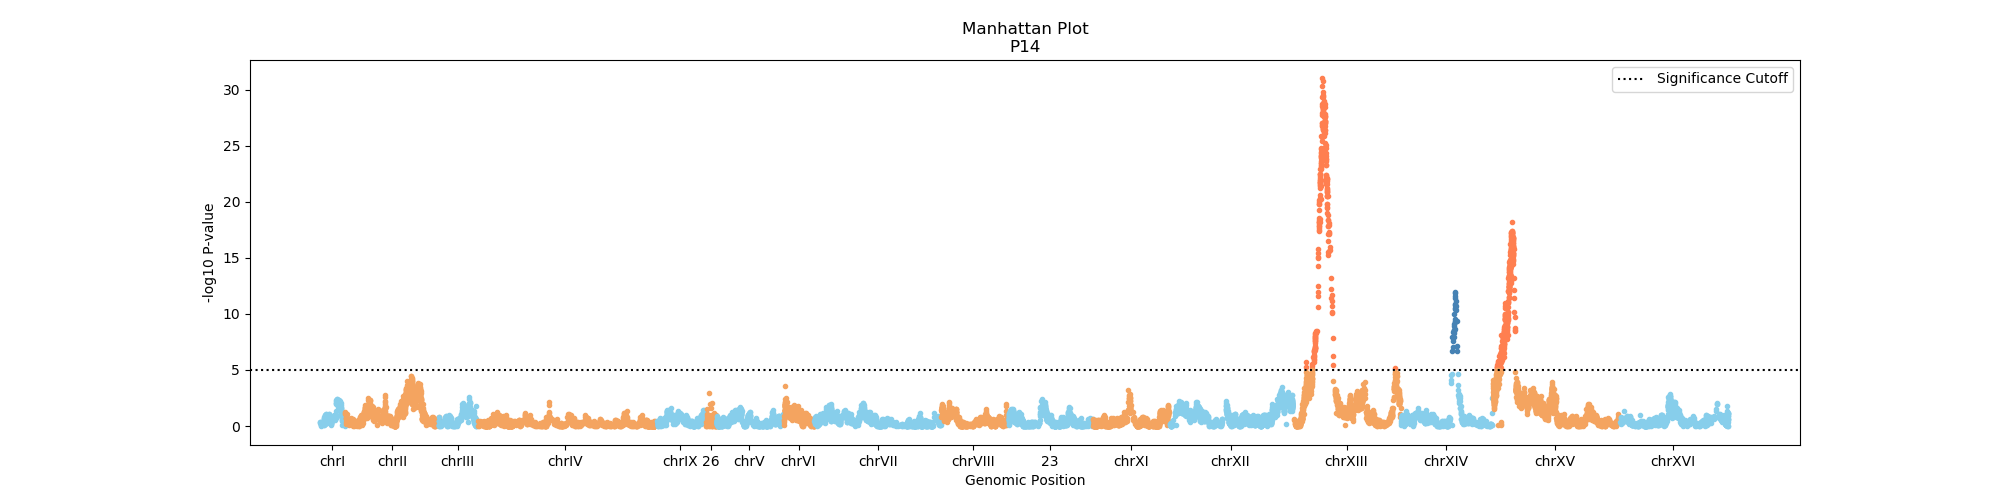 Manhattan Plot
P14
Significance Cutoff
-log10 P-value
30
25
20
15
10
5
0
chrI chrII chrIII chrIV chrIX 26 chrV chrVI chrVII chrVIII 23 chrXI chrXII chrXIII chrXIV chrXV chrXVI
Genomic Position